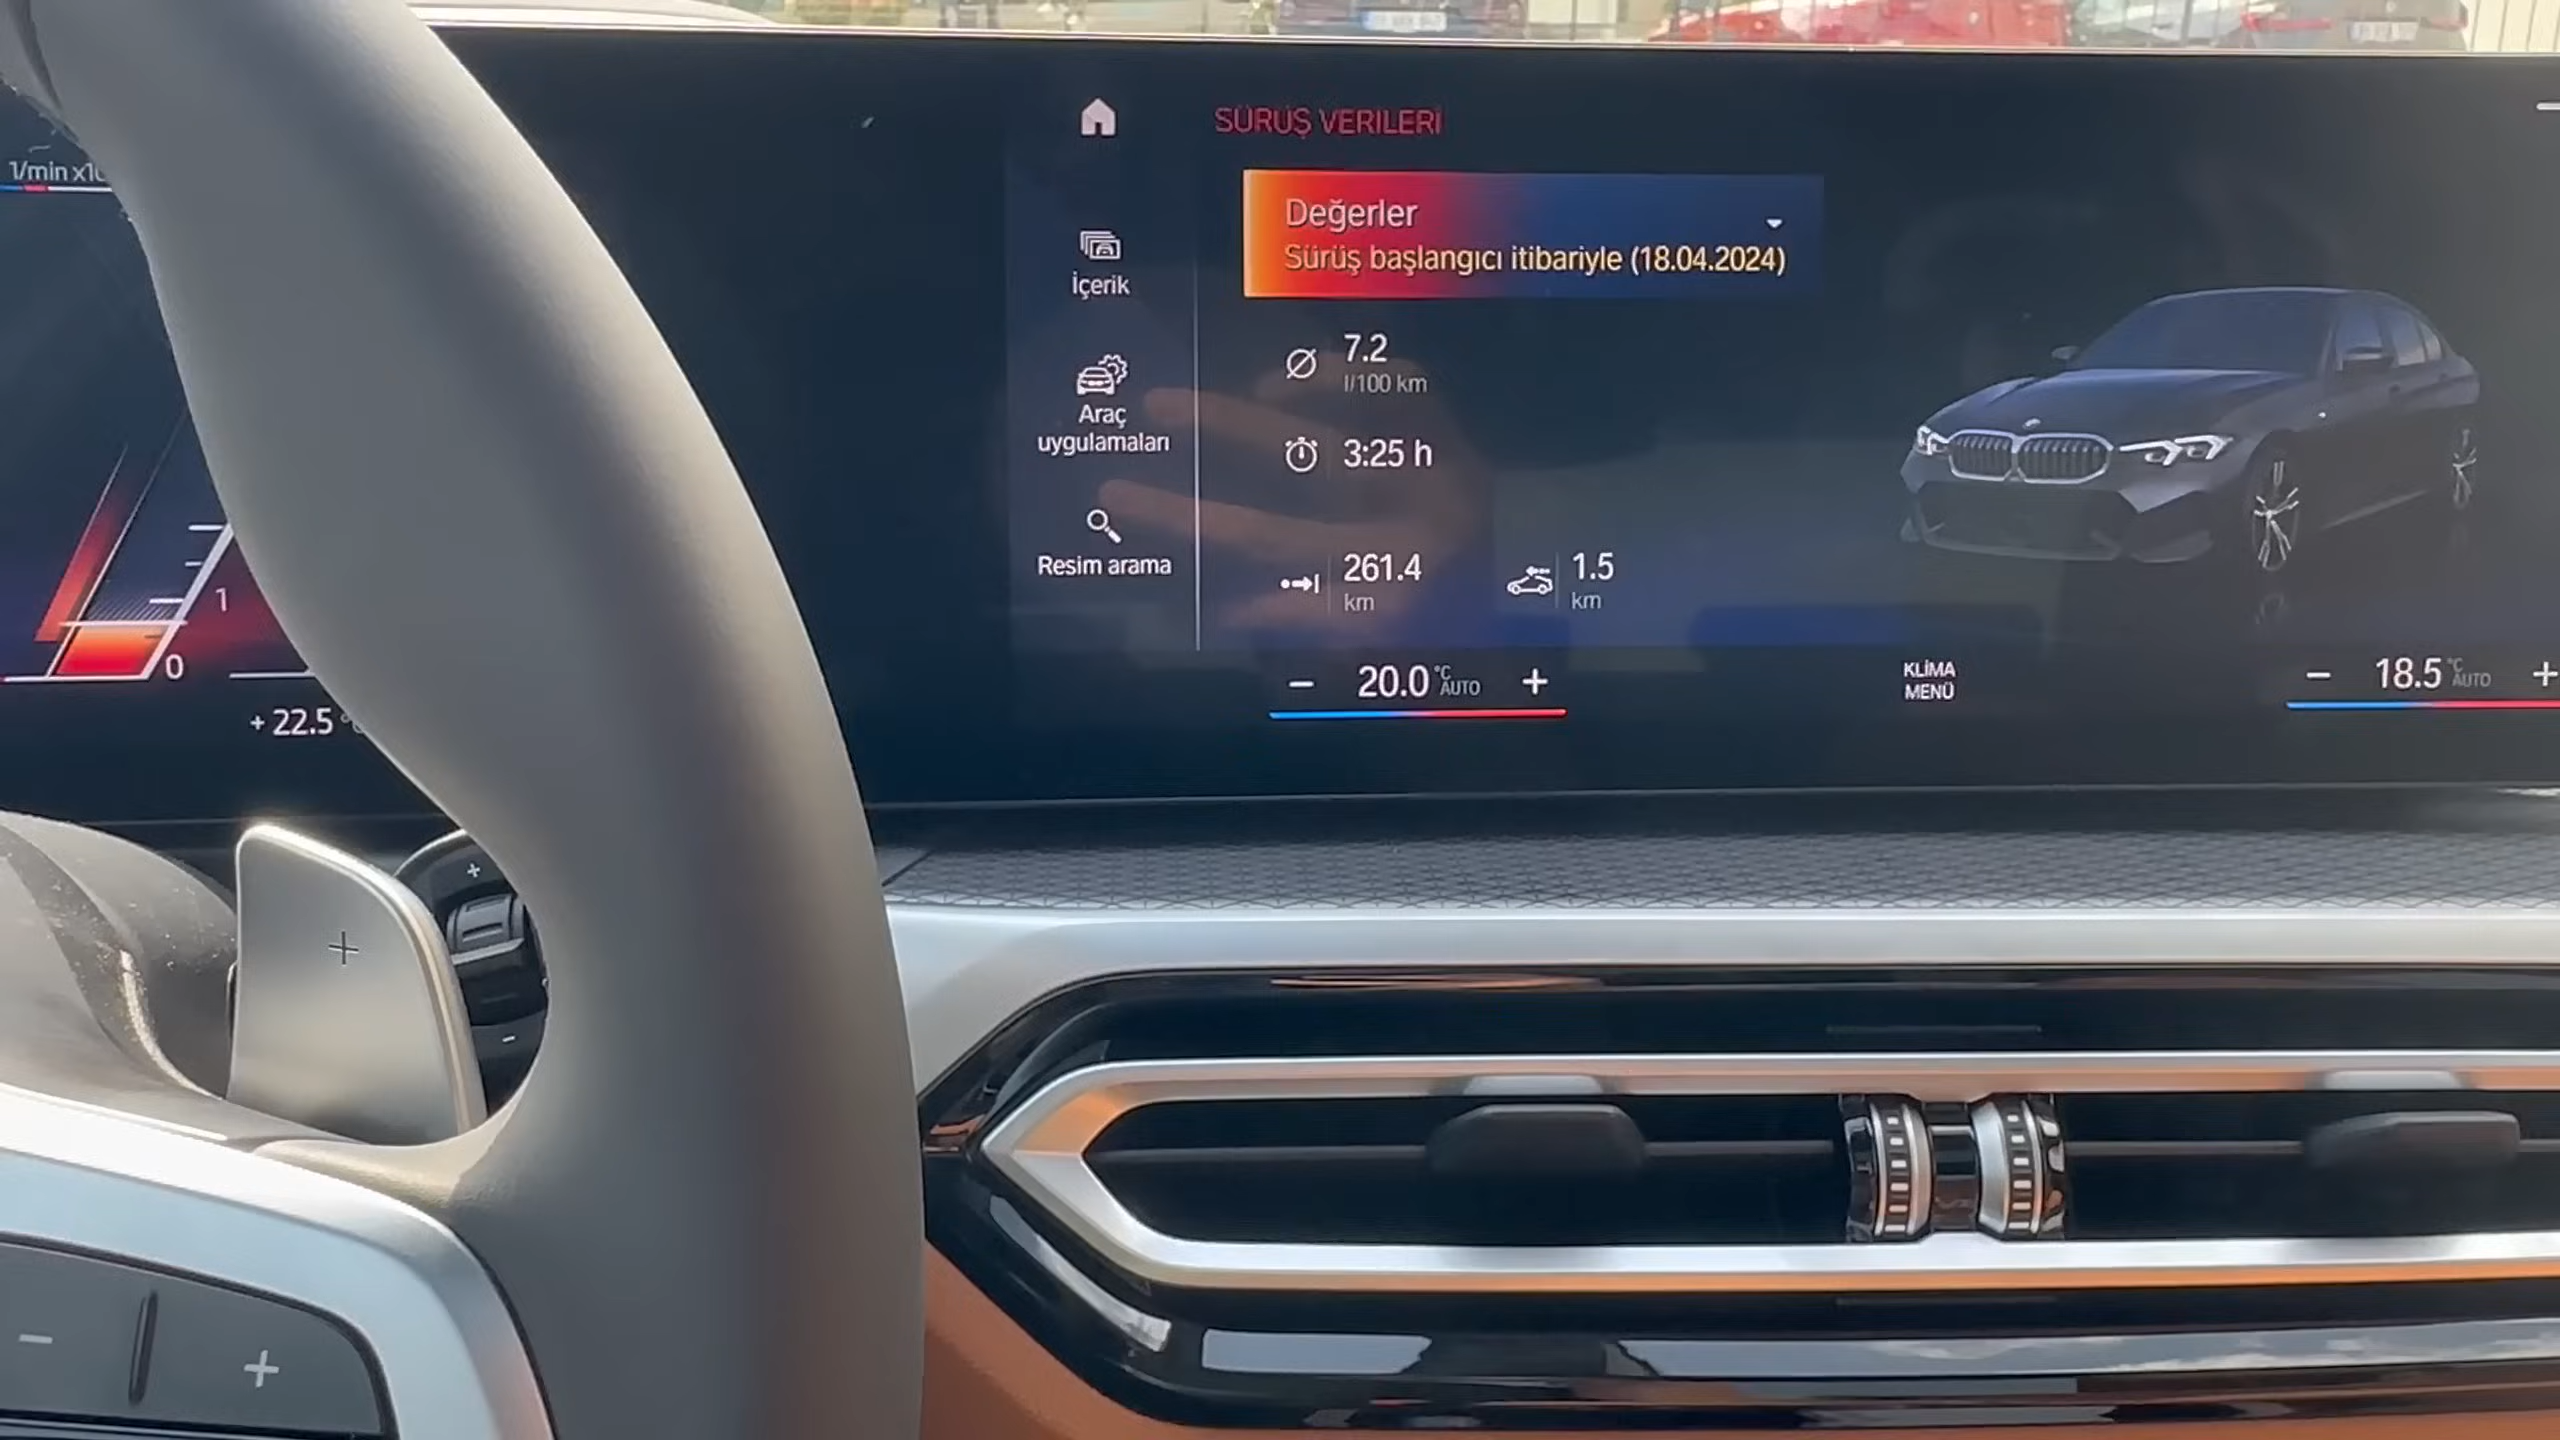 1/min
SÜRÜŞ VERİLERİ
Değerler
Sürüş başlangıcı itibariyle (18.04.2024)
İçerik
Araç
uygulamaları
Resim arama
7.2
l/100 km
3:25 h
261.4
km
1.5
km
1
0
+ 22.5
− 20.0 °C AUTO +
KLİMA
MENÜ
− 18.5 °C AUTO +
+
+
−
− +